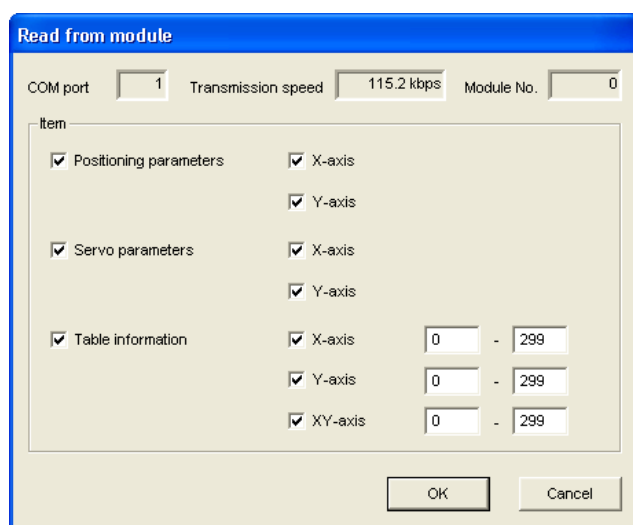 Read from module
COM port 1 Transmission speed 115.2 kbps Module No. 0
Item
Positioning parameters X-axis
Y-axis
Servo parameters X-axis
Y-axis
Table information X-axis 0 - 299
Y-axis 0 - 299
XY-axis 0 - 299
OK Cancel